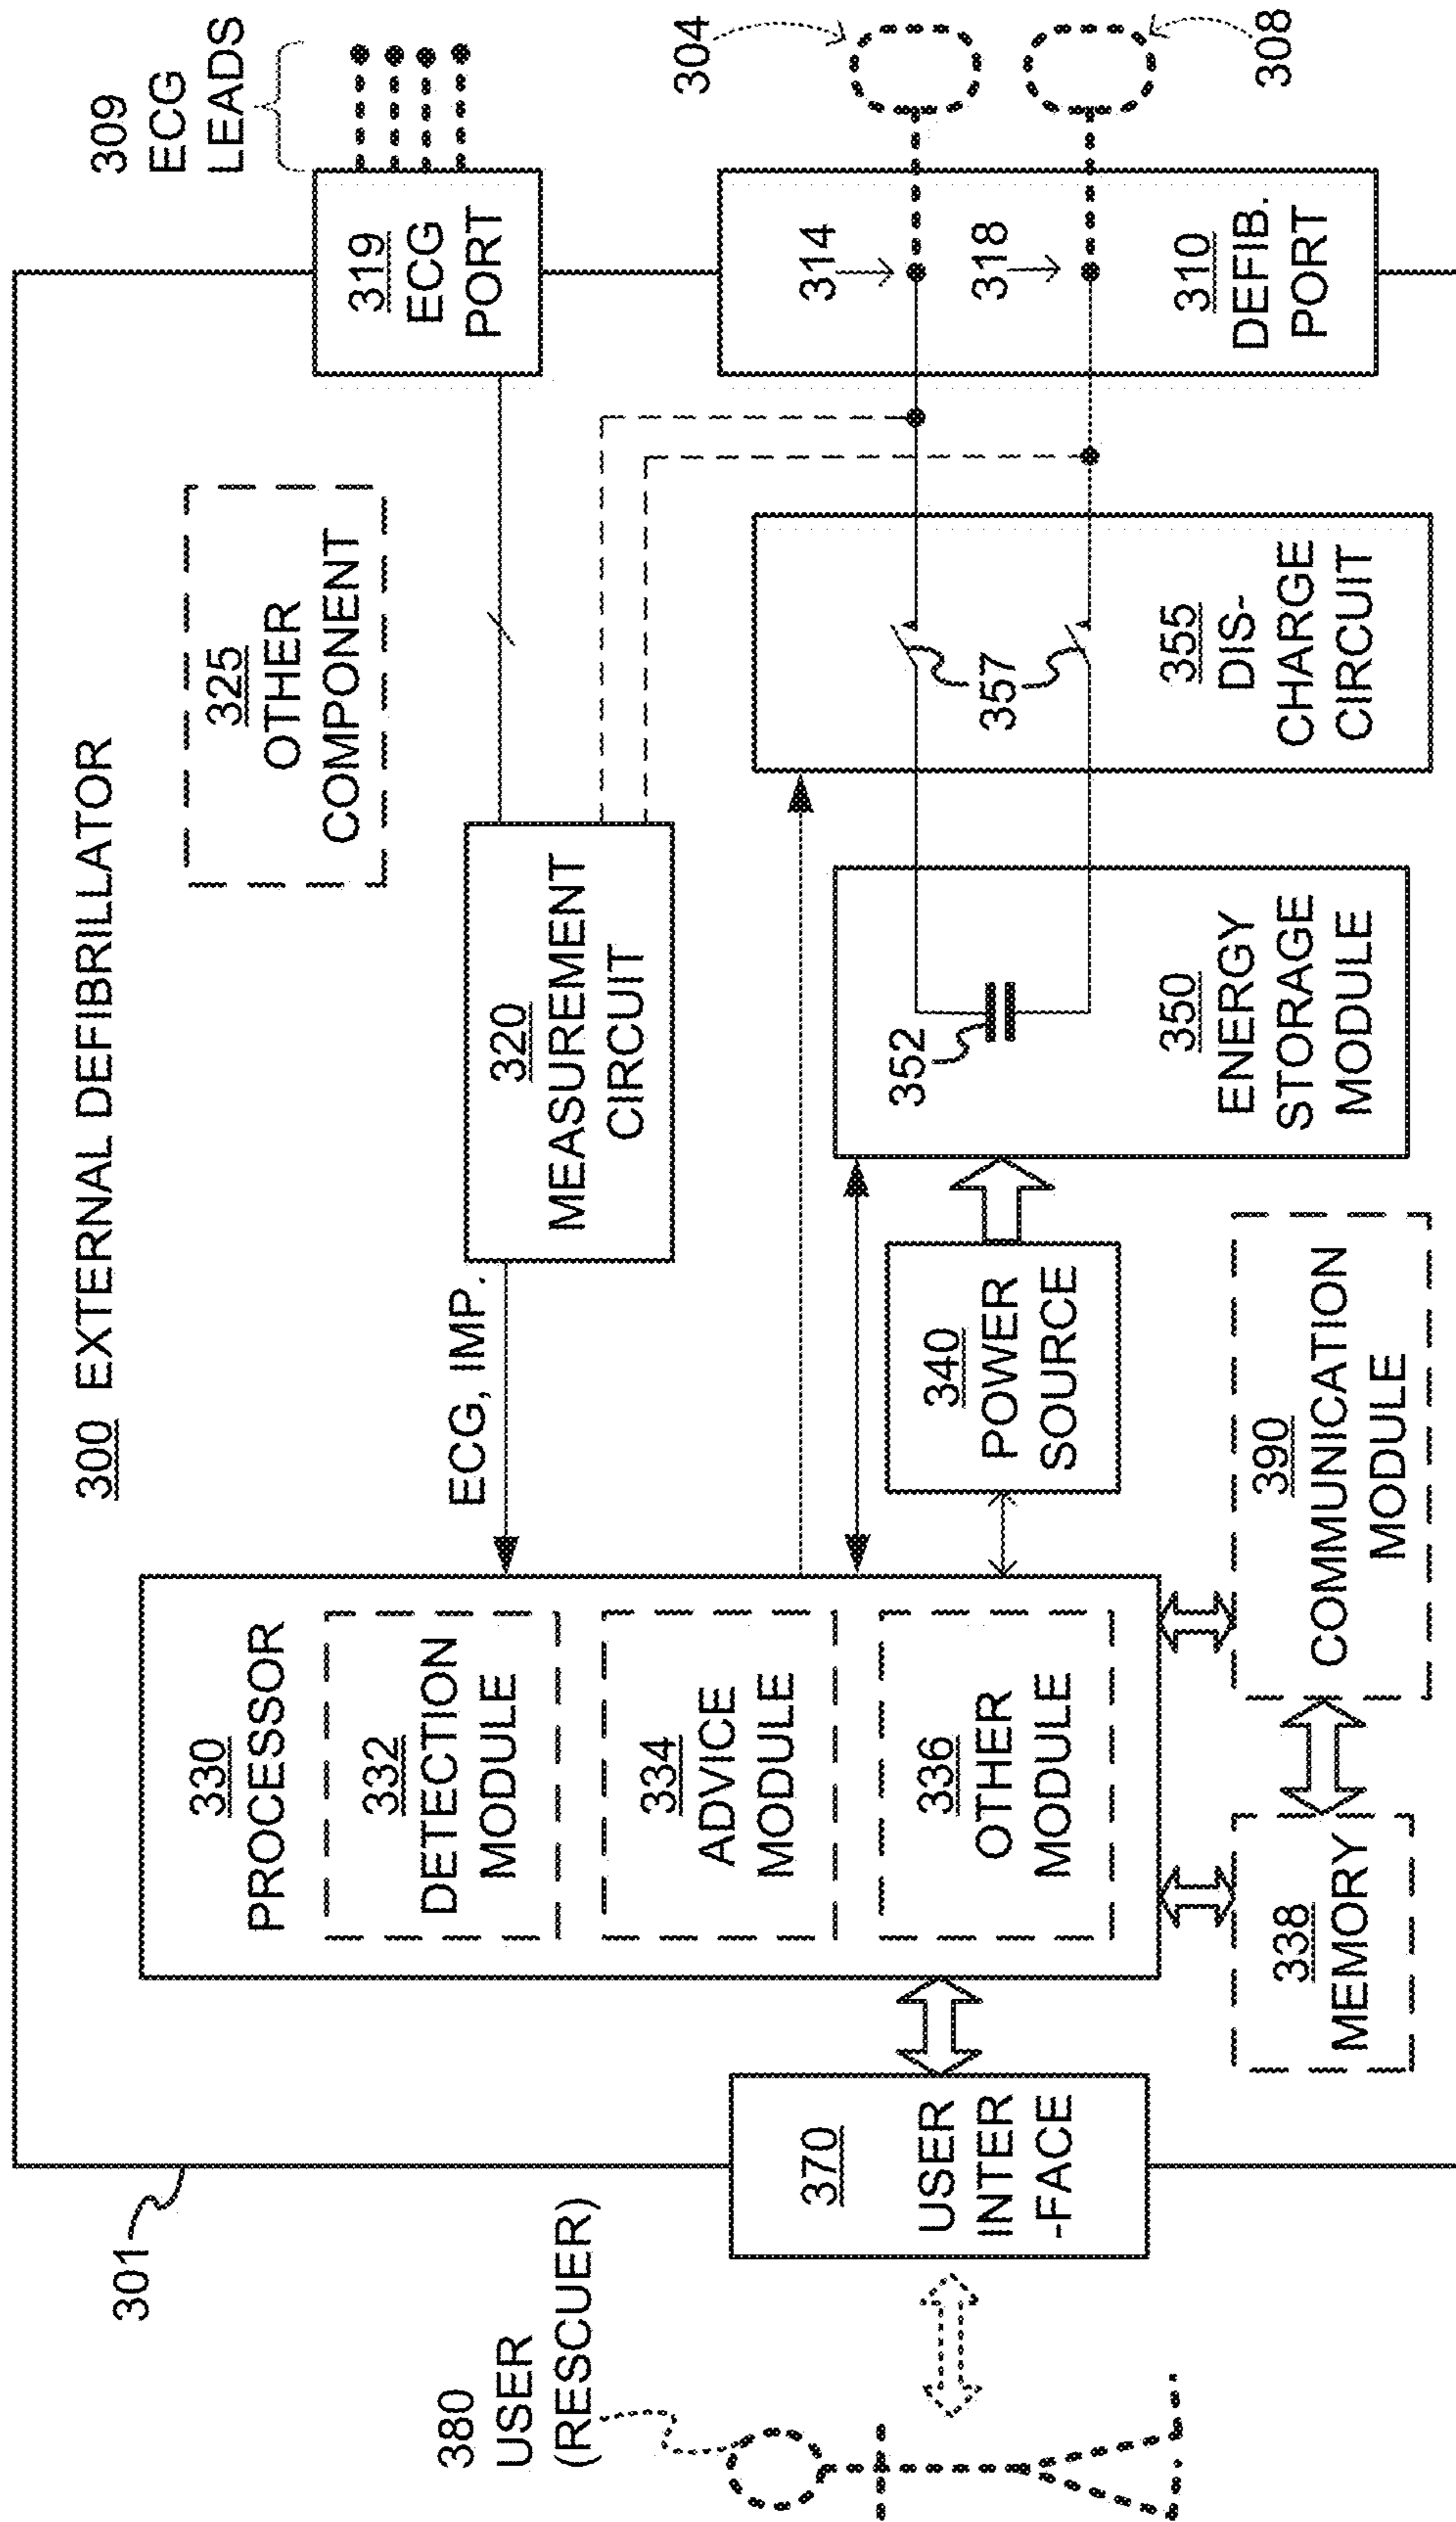 300 EXTERNAL DEFIBRILLATOR
301
380
USER
(RESCUER)
370
USER
INTER
-FACE
330
PROCESSOR
332
DETECTION
MODULE
334
ADVICE
MODULE
336
OTHER
MODULE
338
MEMORY
390
COMMUNICATION
MODULE
ECG, IMP.
340
POWER
SOURCE
320
MEASUREMENT
CIRCUIT
325
OTHER
COMPONENT
352
350
ENERGY
STORAGE
MODULE
357
355
DIS-
CHARGE
CIRCUIT
319
ECG
PORT
309
ECG
LEADS
314
318
310
DEFIB.
PORT
304
308